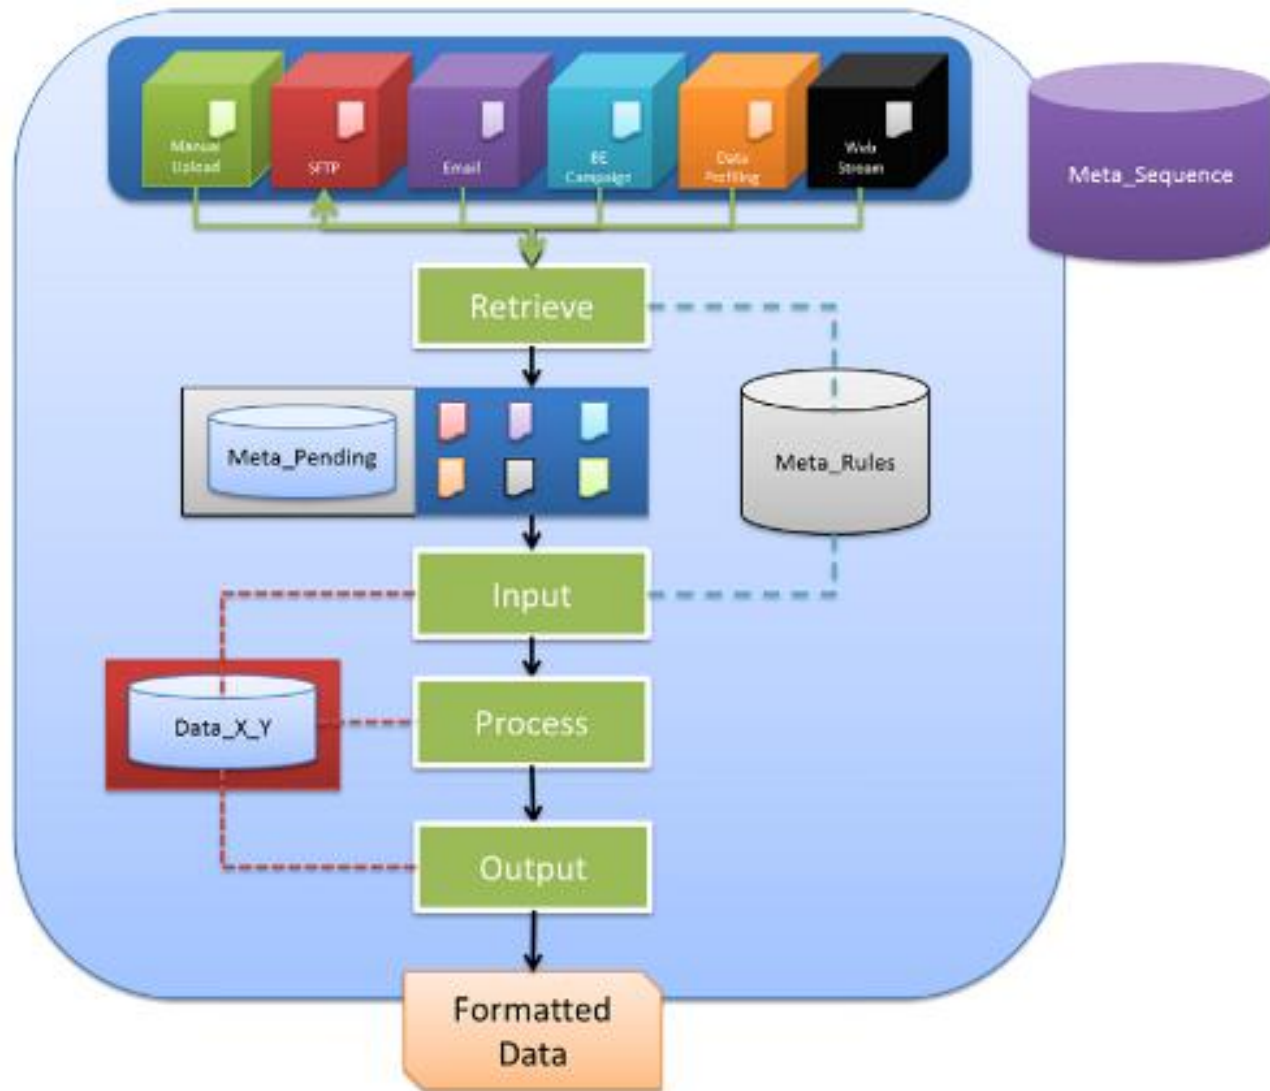 Manual
Upload
SFTP
Email
BE
Campaign
Data
Profiling
Web
Stream
Meta_Sequence
Retrieve
Meta_Pending
Meta_Rules
Input
Data_X_Y
Process
Output
Formatted
Data